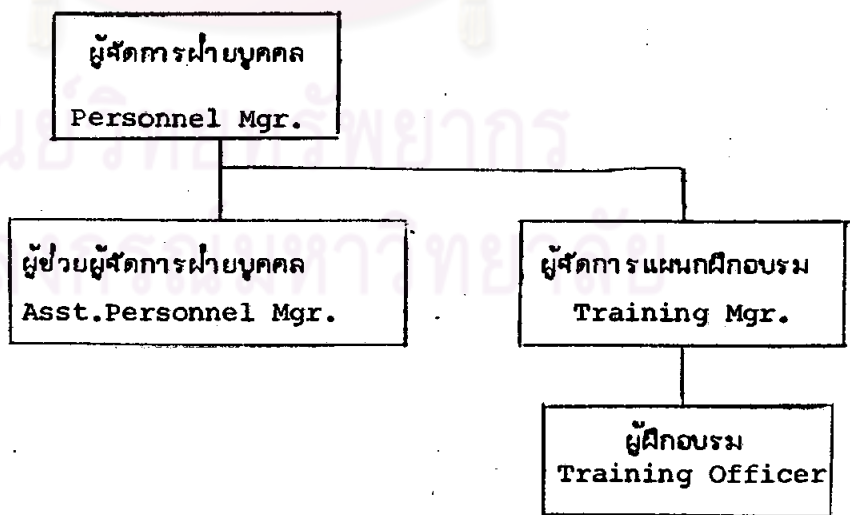 ผู้จัดการฝ่ายบุคคล
Personnel Mgr.
ผู้ช่วยผู้จัดการฝ่ายบุคคล
Asst.Personnel Mgr.
ผู้จัดการแผนกฝึกอบรม
Training Mgr.
ผู้ฝึกอบรม
Training Officer